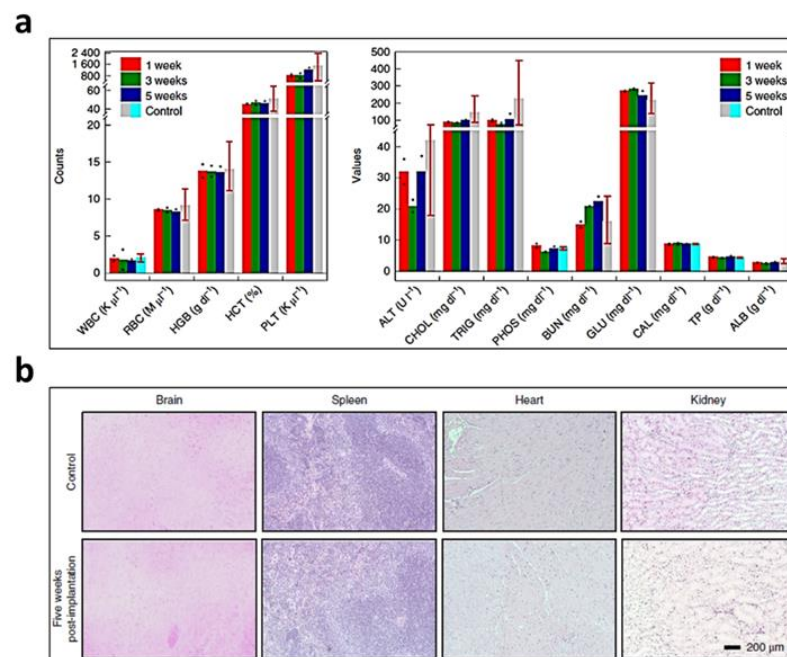 a
2 400
1 600
800
60
40
20
15
10
5
0
Counts
1 week
3 weeks
5 weeks
Control
WBC (K μl⁻¹)
RBC (M μl⁻¹)
HGB (g dl⁻¹)
HCT (%)
PLT (K μl⁻¹)
500
400
300
200
100
40
30
20
10
0
Values
1 week
3 weeks
5 weeks
Control
ALT (U l⁻¹)
CHOL (mg dl⁻¹)
TRIG (mg dl⁻¹)
PHOS (mg dl⁻¹)
BUN (mg dl⁻¹)
GLU (mg dl⁻¹)
CAL (mg dl⁻¹)
TP (g dl⁻¹)
ALB (g dl⁻¹)
b
Brain Spleen Heart Kidney
Control
Five weeks
post-implantation
200 μm